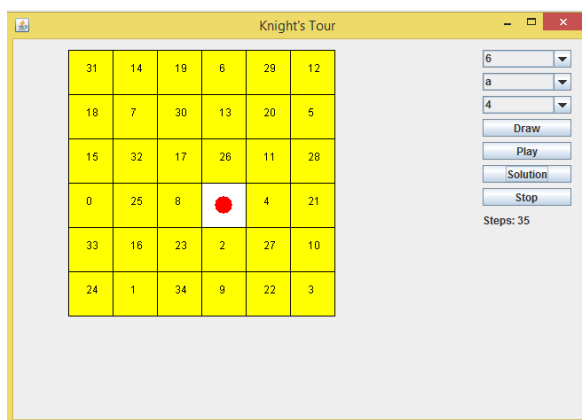 Knight's Tour
31 14 19 6 29 12
18 7 30 13 20 5
15 32 17 26 11 28
0 25 8 4 21
33 16 23 2 27 10
24 1 34 9 22 3
6
a
4
Draw
Play
Solution
Stop
Steps: 35